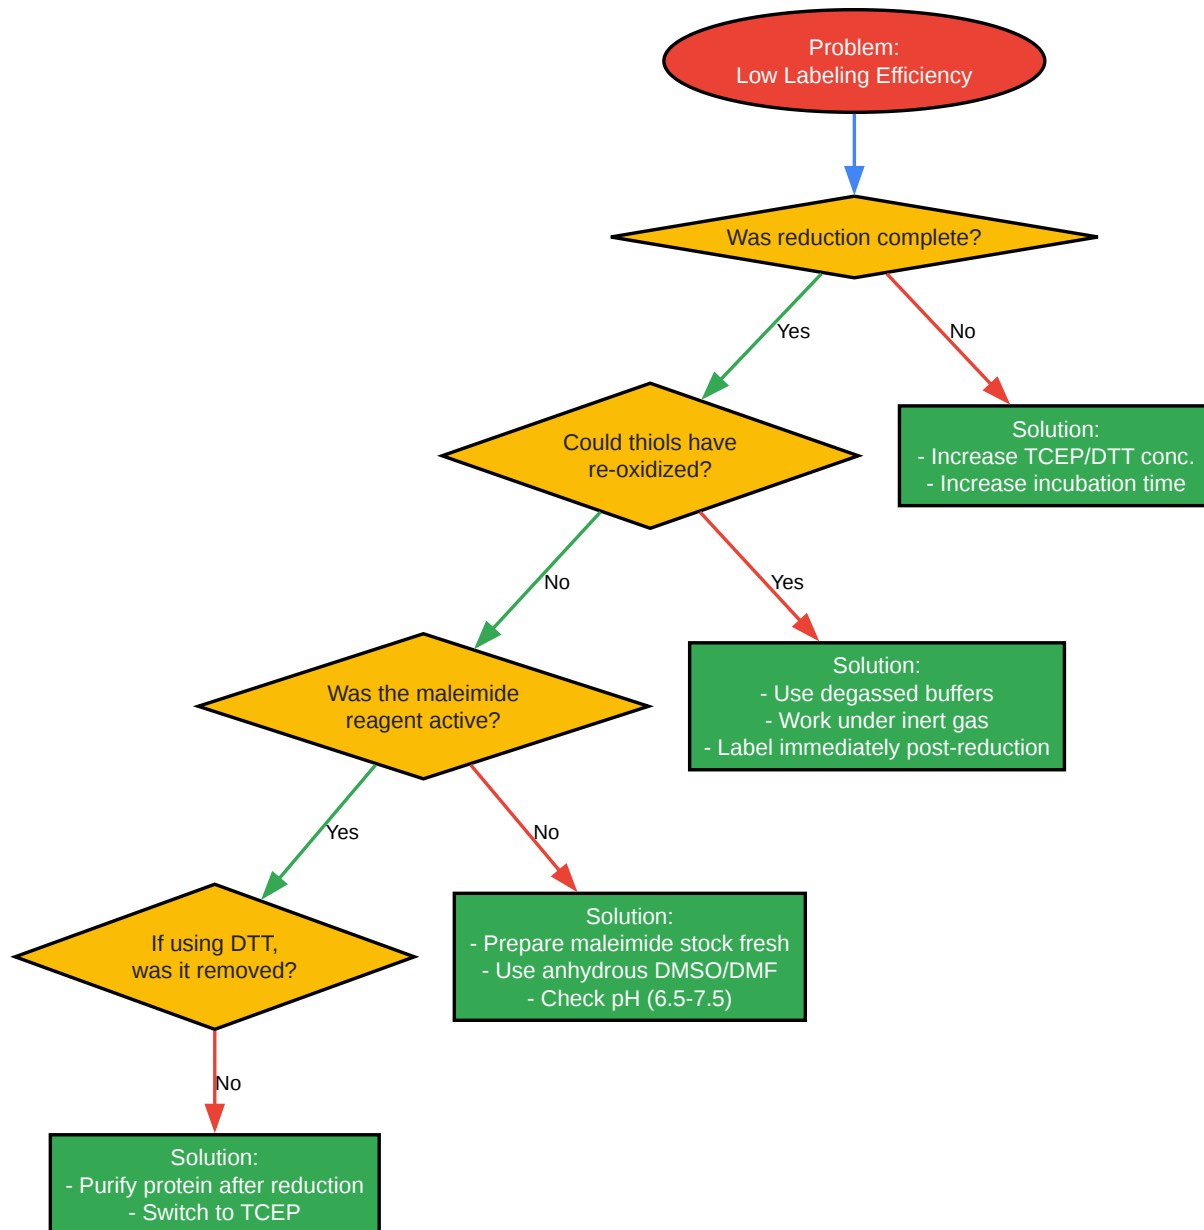 Problem:
Low Labeling Efficiency
Was reduction complete?
Yes
No
Could thiols have
re-oxidized?
Solution:
- Increase TCEP/DTT conc.
- Increase incubation time
No
Yes
Was the maleimide
reagent active?
Solution:
- Use degassed buffers
- Work under inert gas
- Label immediately post-reduction
Yes
No
If using DTT,
was it removed?
Solution:
- Prepare maleimide stock fresh
- Use anhydrous DMSO/DMF
- Check pH (6.5-7.5)
No
Solution:
- Purify protein after reduction
- Switch to TCEP